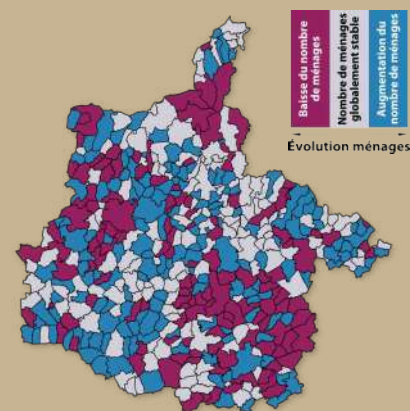 Baisse du nombre
de ménages
Nombre de ménages
globalement stable
Augmentation du
nombre de ménages
Évolution ménages